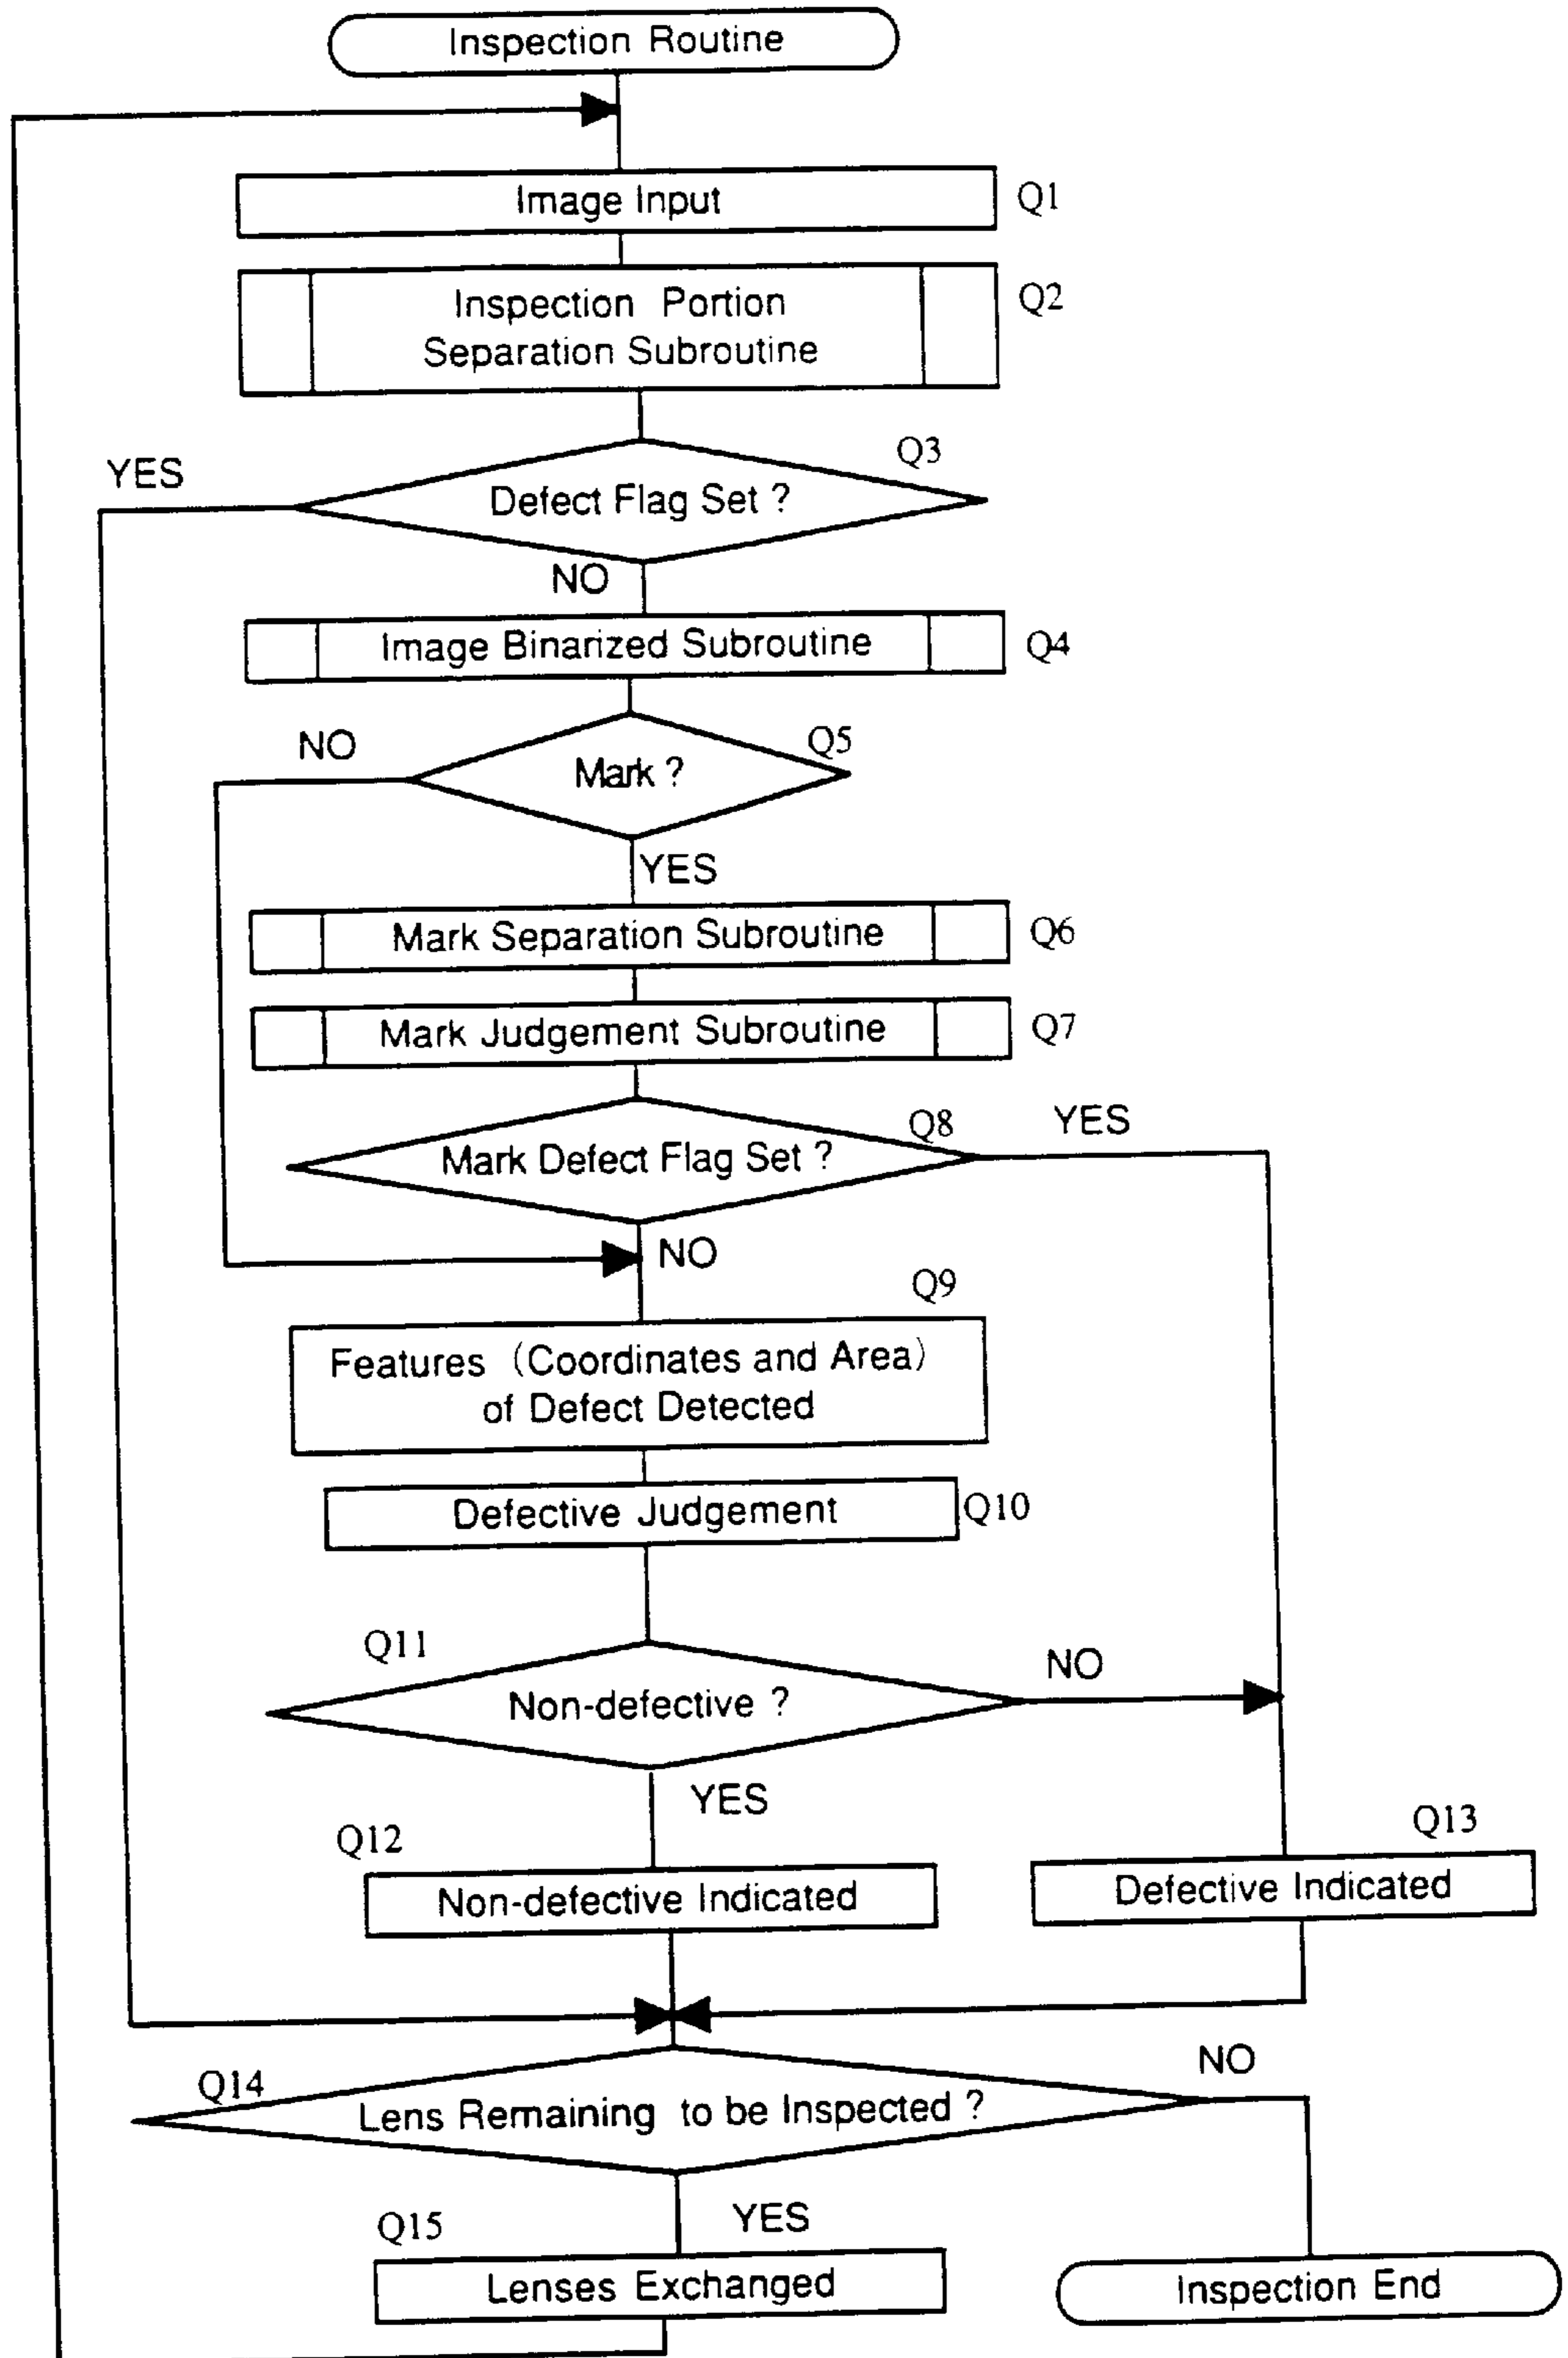 Inspection Routine
Image Input
Q1
Inspection Portion
Separation Subroutine
Q2
Q3
YES
Defect Flag Set ?
NO
Image Binarized Subroutine
Q4
NO
Q5
Mark ?
YES
Mark Separation Subroutine
Q6
Mark Judgement Subroutine
Q7
Q8
YES
Mark Defect Flag Set ?
NO
Q9
Features (Coordinates and Area)
of Defect Detected
Defective Judgement
Q10
Q11
NO
Non-defective ?
YES
Q12
Q13
Non-defective Indicated
Defective Indicated
NO
Q14
Lens Remaining to be Inspected ?
Q15
YES
Lenses Exchanged
Inspection End